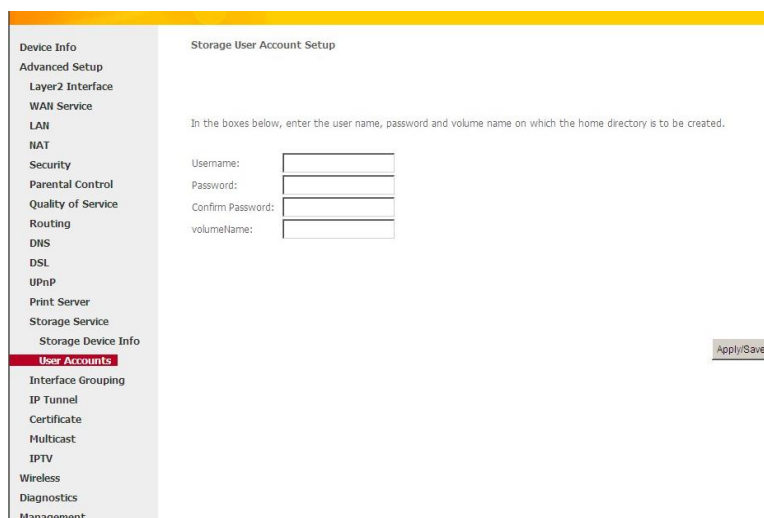 Device Info
Advanced Setup
Layer2 Interface
WAN Service
LAN
NAT
Security
Parental Control
Quality of Service
Routing
DNS
DSL
UPnP
Print Server
Storage Service
Storage Device Info
User Accounts
Interface Grouping
IP Tunnel
Certificate
Multicast
IPTV
Wireless
Diagnostics
Management
Storage User Account Setup
In the boxes below, enter the user name, password and volume name on which the home directory is to be created.
Username:
Password:
Confirm Password:
volumeName:
Apply/Save